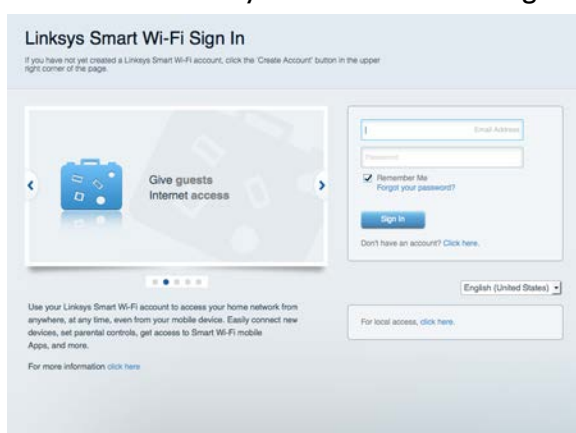 Linksys Smart Wi-Fi Sign In
If you have not yet created a Linksys Smart Wi-Fi account, click the 'Create Account' button in the upper
right corner of the page.
Give guests
Internet access
Email Address
Password
Remember Me
Forgot your password?
Sign In
Don't have an account? Click here.
English (United States)
Use your Linksys Smart Wi-Fi account to access your home network from
anywhere, at any time, even from your mobile device. Easily connect new
devices, set parental controls, get access to Smart Wi-Fi mobile
Apps, and more.
For more information click here
For local access, click here.